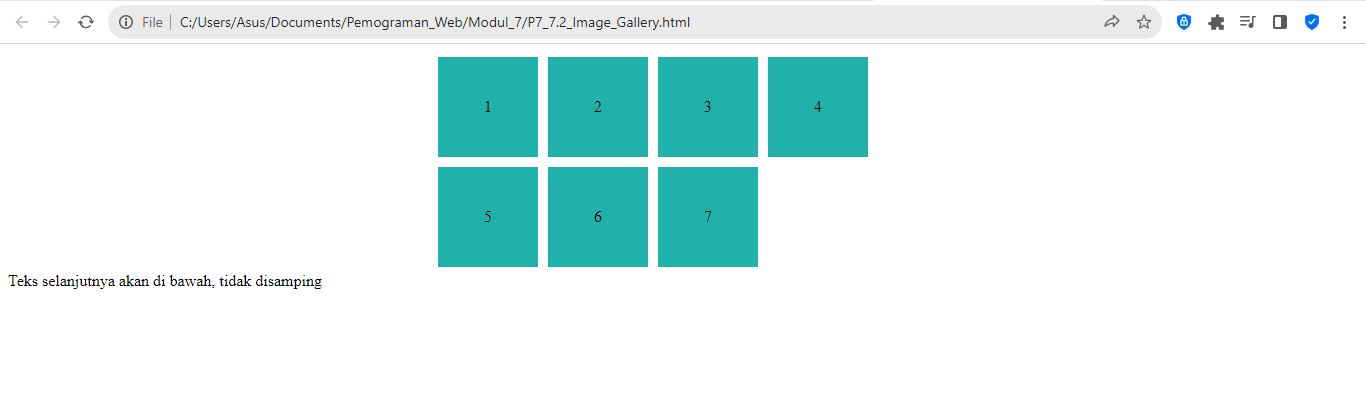 File C:/Users/Asus/Documents/Pemograman_Web/Modul_7/P7_7.2_Image_Gallery.html
1 2 3 4
5 6 7
Teks selanjutnya akan di bawah, tidak disamping